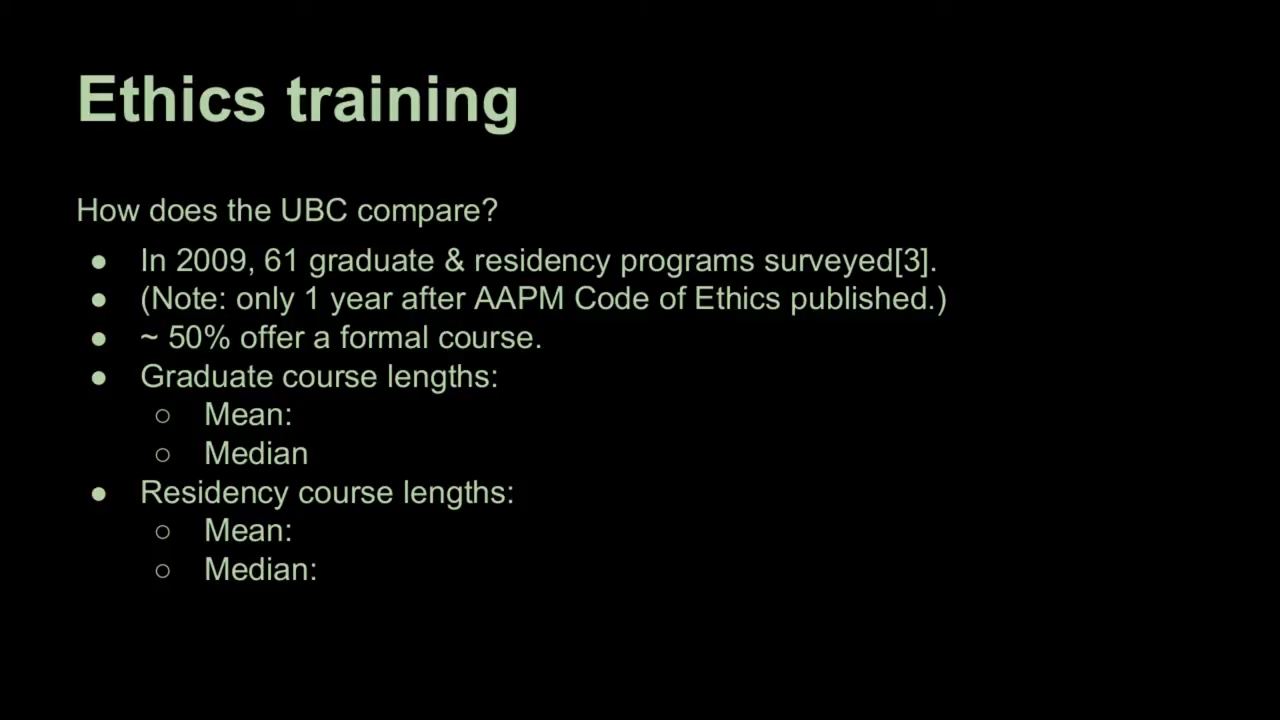 Ethics training
How does the UBC compare?
● In 2009, 61 graduate & residency programs surveyed[3].
● (Note: only 1 year after AAPM Code of Ethics published.)
● ~ 50% offer a formal course.
● Graduate course lengths:
○ Mean:
○ Median
● Residency course lengths:
○ Mean:
○ Median: